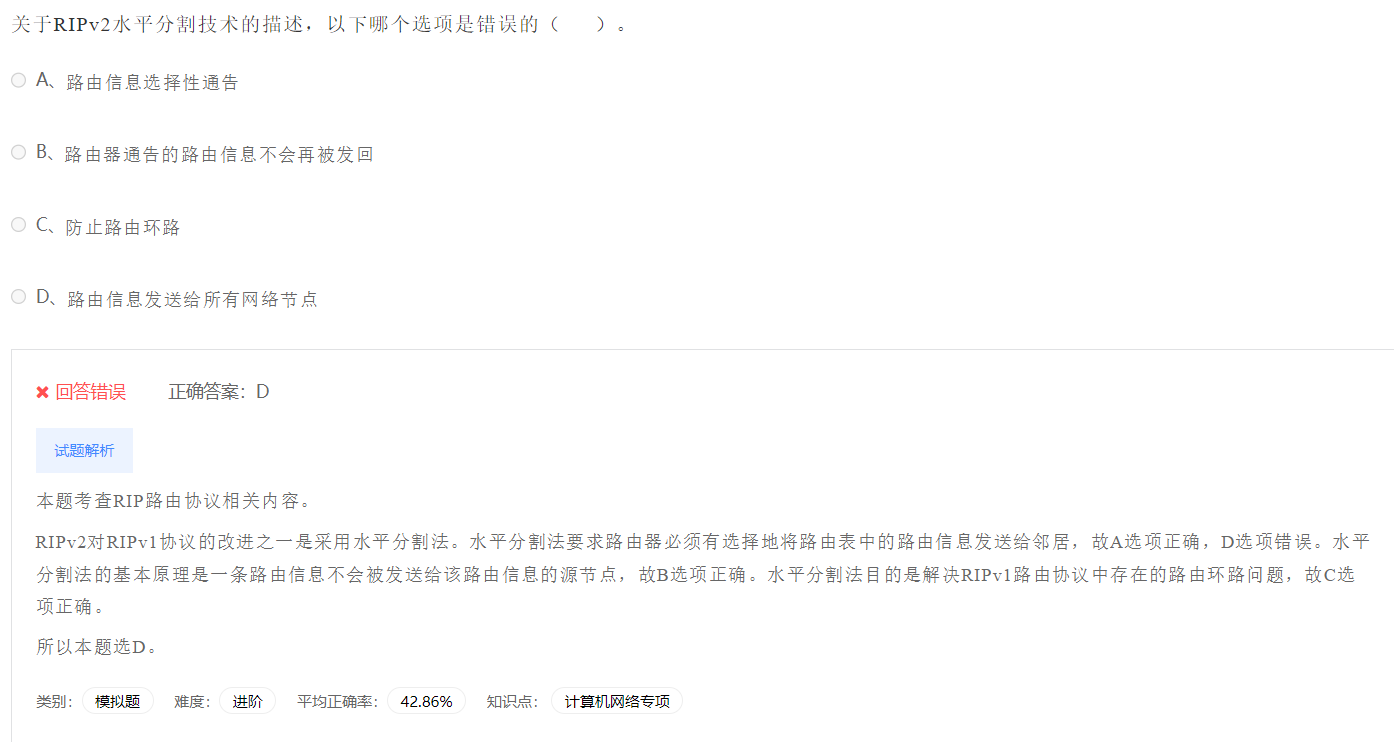 关于RIPv2水平分割技术的描述，以下哪个选项是错误的（　　）。
A、路由信息选择性通告
B、路由器通告的路由信息不会再被发回
C、防止路由环路
D、路由信息发送给所有网络节点
回答错误 正确答案：D
试题解析
本题考查RIP路由协议相关内容。
RIPv2对RIPv1协议的改进之一是采用水平分割法。水平分割法要求路由器必须有选择地将路由表中的路由信息发送给邻居，故A选项正确，D选项错误。水平
分割法的基本原理是一条路由信息不会被发送给该路由信息的源节点，故B选项正确。水平分割法目的是解决RIPv1路由协议中存在的路由环路问题，故C选
项正确。
所以本题选D。
类别： 模拟题 难度： 进阶 平均正确率： 42.86% 知识点： 计算机网络专项